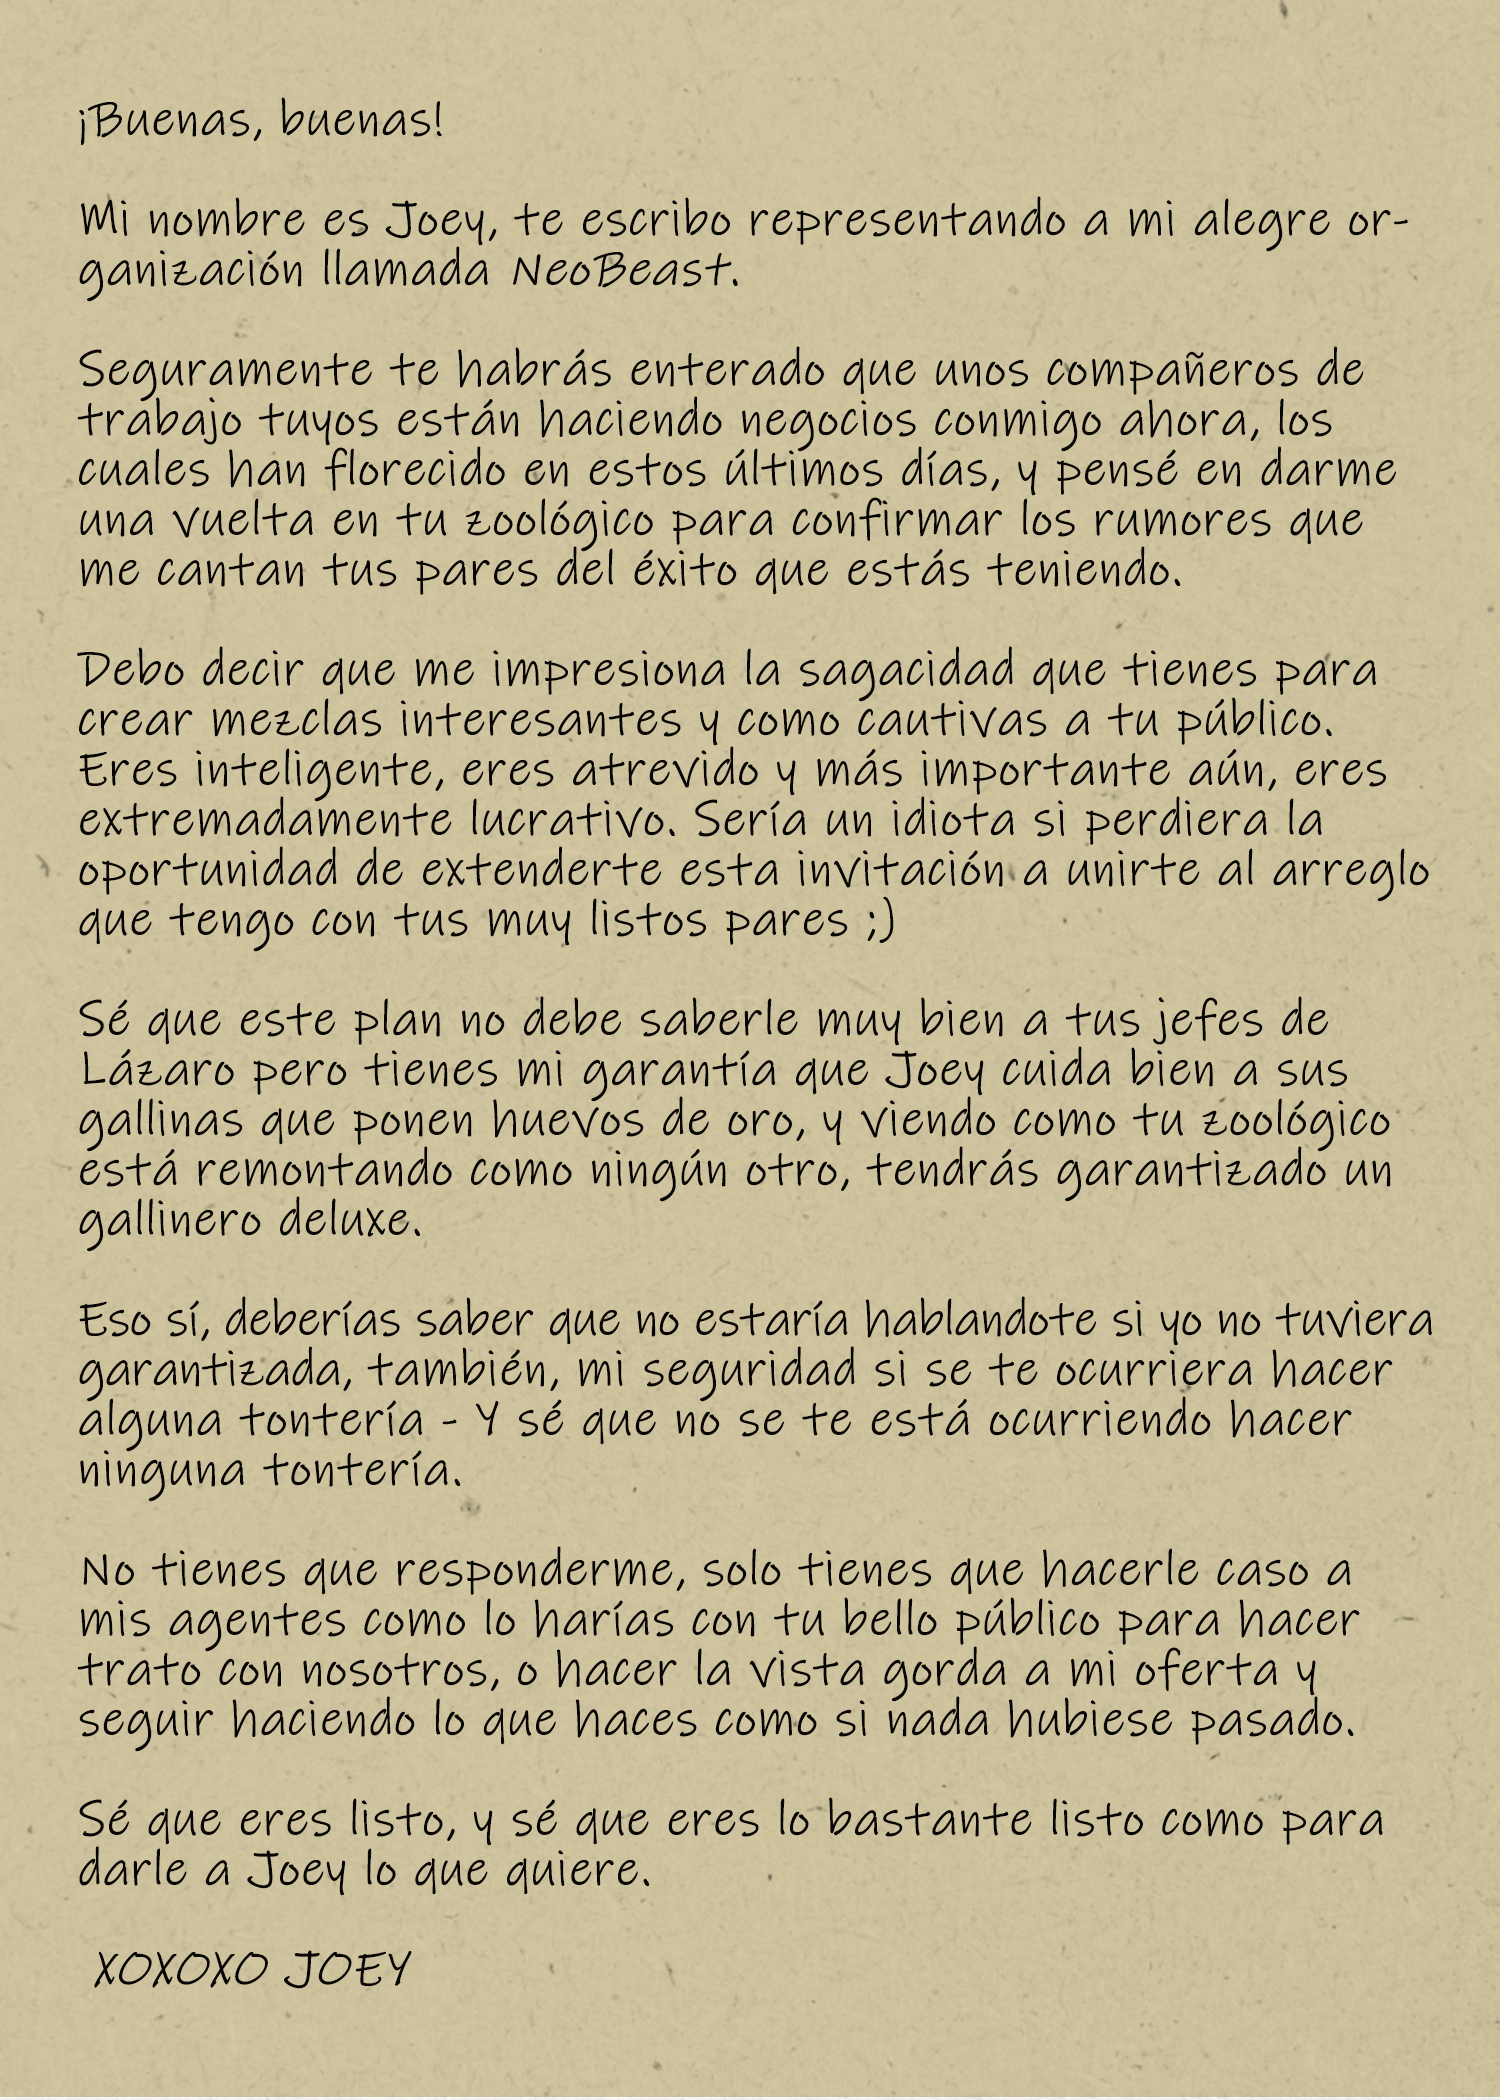 ¡Buenas, buenas!
Mi nombre es Joey, te escribo representando a mi alegre or-
ganización llamada NeoBeast.
Seguramente te habrás enterado que unos compañeros de
trabajo tuyos están haciendo negocios conmigo ahora, los
cuales han florecido en estos últimos días, y pensé en darme
una vuelta en tu zoológico para confirmar los rumores que
me cantan tus pares del éxito que estás teniendo.
Debo decir que me impresiona la sagacidad que tienes para
crear mezclas interesantes y como cautivas a tu público.
Eres inteligente, eres atrevido y más importante aún, eres
extremadamente lucrativo. Sería un idiota si perdiera la
oportunidad de extenderte esta invitación a unirte al arreglo
que tengo con tus muy listos pares ;)
Sé que este plan no debe saberle muy bien a tus jefes de
Lázaro pero tienes mi garantía que Joey cuida bien a sus
gallinas que ponen huevos de oro, y viendo como tu zoológico
está remontando como ningún otro, tendrás garantizado un
gallinero deluxe.
Eso sí, deberías saber que no estaría hablandote si yo no tuviera
garantizada, también, mi seguridad si se te ocurriera hacer
alguna tontería - Y sé que no se te está ocurriendo hacer
ninguna tontería.
No tienes que responderme, solo tienes que hacerle caso a
mis agentes como lo harías con tu bello público para hacer
trato con nosotros, o hacer la vista gorda a mi oferta y
seguir haciendo lo que haces como si nada hubiese pasado.
Sé que eres listo, y sé que eres lo bastante listo como para
darle a Joey lo que quiere.
XOXOXO JOEY